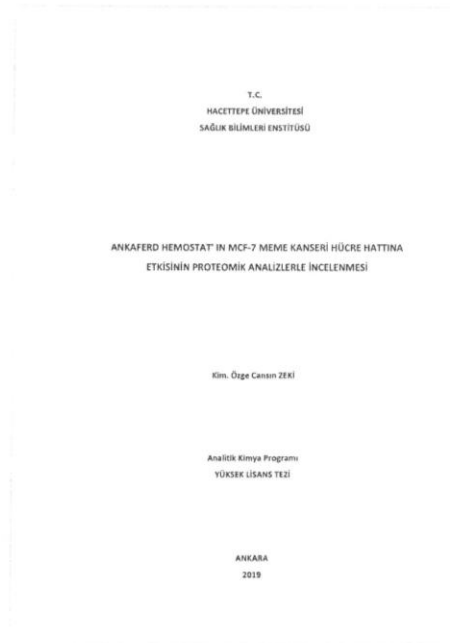 T.C.
HACETTEPE ÜNİVERSİTESİ
SAĞLIK BİLİMLERİ ENSTİTÜSÜ
ANKAFERD HEMOSTAT' IN MCF-7 MEME KANSERİ HÜCRE HATTINA
ETKİSİNİN PROTEOMİK ANALİZLERLE İNCELENMESİ
Kim. Özge Cansın ZEKİ
Analitik Kimya Programı
YÜKSEK LİSANS TEZİ
ANKARA
2019